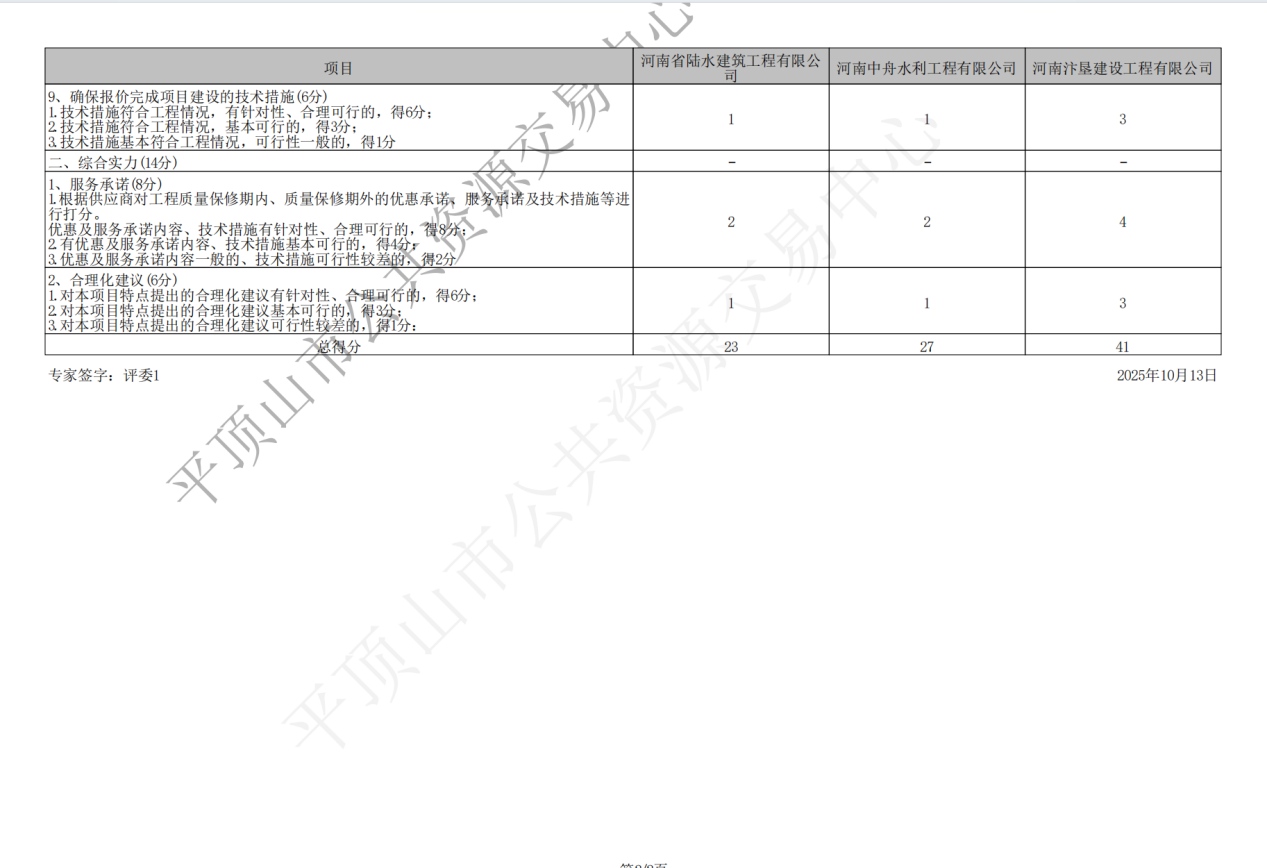 项目
河南省陆水建筑工程有限公
司
河南中舟水利工程有限公司
河南汴垦建设工程有限公司
9、确保报价完成项目建设的技术措施(6分)
1.技术措施符合工程情况，有针对性、合理可行的，得6分；
2.技术措施符合工程情况，基本可行的，得3分；
3.技术措施基本符合工程情况，可行性一般的，得1分
1
1
3
二、综合实力(14分)
-
-
-
1、服务承诺(8分)
1.根据供应商对工程质量保修期内、质量保修期外的优惠承诺、服务承诺及技术措施等进
行打分。
优惠及服务承诺内容、技术措施有针对性、合理可行的，得8分；
2.有优惠及服务承诺内容、技术措施基本可行的，得4分；
3.优惠及服务承诺内容一般的、技术措施可行性较差的，得2分
2
2
4
2、合理化建议(6分)
1.对本项目特点提出的合理化建议有针对性、合理可行的，得6分；
2.对本项目特点提出的合理化建议基本可行的，得3分；
3.对本项目特点提出的合理化建议可行性较差的，得1分：
1
1
3
总得分
23
27
41
专家签字：评委1
2025年10月13日
平顶山市公共资源交易中心
平顶山市公共资源交易中心